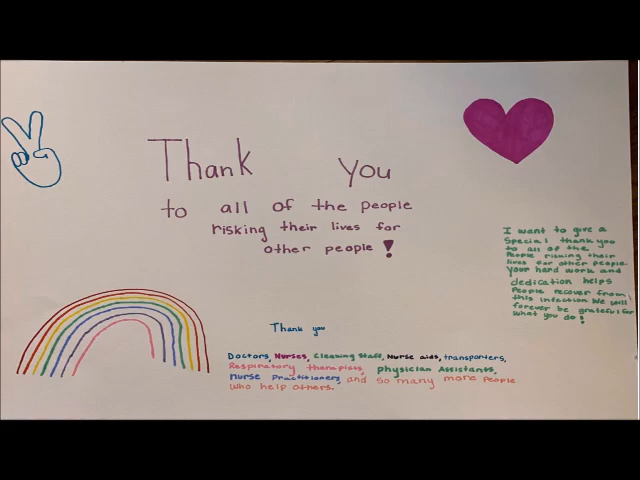 Thank You
to all of the people
risking their lives for
other people!
I want to give a
Special thank you
to all of the
People risking their
lives for other people
Your hard work and
dedication helps
People recover from
this infection We will
forever be grateful for
what you do!
Thank you
Doctors, Nurses, Cleaning Staff, Nurse aids, transporters,
Respiratory therapists, physician Assistants,
Nurse Practitioners, and so many more People
who help others.